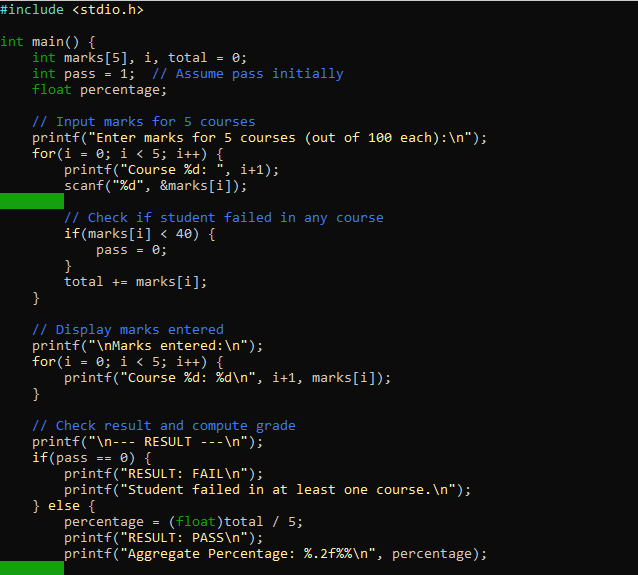 #include <stdio.h>

int main() {
    int marks[5], i, total = 0;
    int pass = 1;  // Assume pass initially
    float percentage;

    // Input marks for 5 courses
    printf("Enter marks for 5 courses (out of 100 each):\n");
    for(i = 0; i < 5; i++) {
        printf("Course %d: ", i+1);
        scanf("%d", &marks[i]);

        // Check if student failed in any course
        if(marks[i] < 40) {
            pass = 0;
        }
        total += marks[i];
    }

    // Display marks entered
    printf("\nMarks entered:\n");
    for(i = 0; i < 5; i++) {
        printf("Course %d: %d\n", i+1, marks[i]);
    }

    // Check result and compute grade
    printf("\n--- RESULT ---\n");
    if(pass == 0) {
        printf("RESULT: FAIL\n");
        printf("Student failed in at least one course.\n");
    } else {
        percentage = (float)total / 5;
        printf("RESULT: PASS\n");
        printf("Aggregate Percentage: %.2f%%\n", percentage);